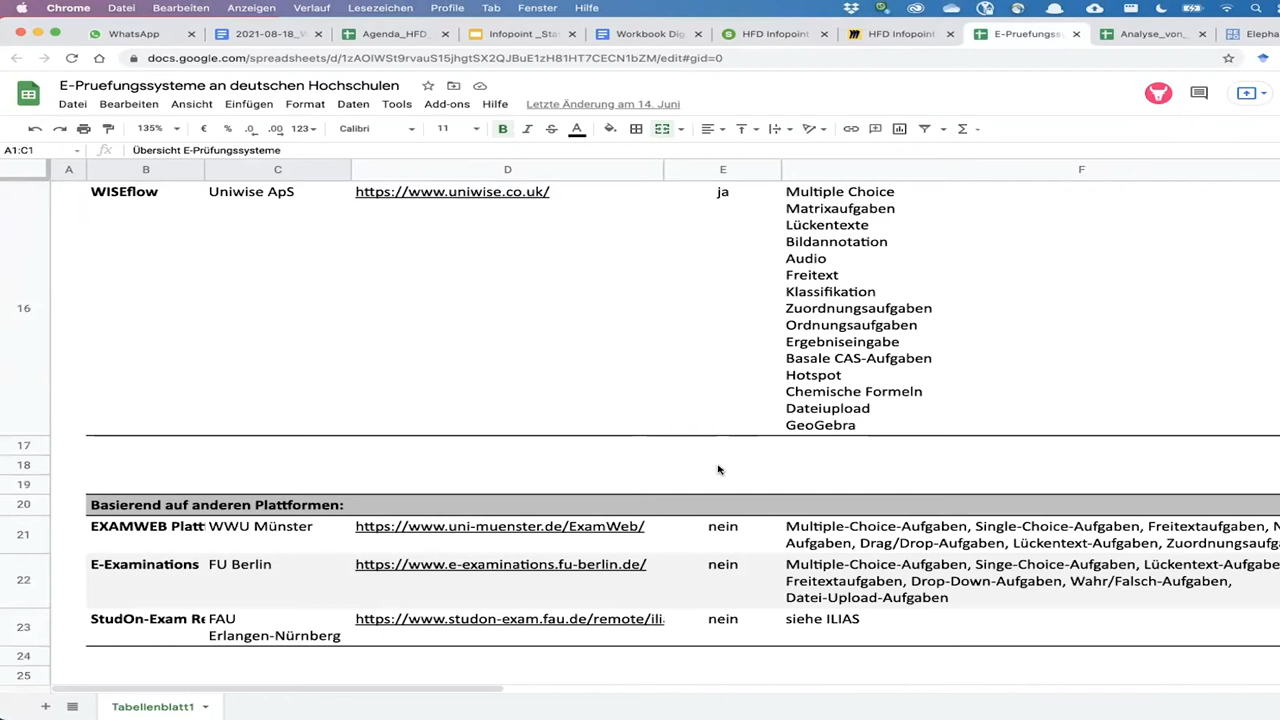 Chrome Datei Bearbeiten Anzeigen Verlauf Lesezeichen Profile Tab Fenster Hilfe
WhatsApp 2021-08-18_ Agenda_HFD_ Infopoint _Sta Workbook Dig HFD Infopoint HFD Infopoint E-Pruefungss Analyse_von_ Elepha
docs.google.com/spreadsheets/d/1zAOIWSt9rvauS15jhgtSX2QJBuE1zH81HT7CECN1bZM/edit#gid=0
E-Pruefungssysteme an deutschen Hochschulen
Datei Bearbeiten Ansicht Einfügen Format Daten Tools Add-ons Hilfe Letzte Änderung am 14. Juni
135% € % .0 .00 123 Calibri 11 B I S A
A1:C1 fx Übersicht E-Prüfungssysteme
A B C D E F
WISEflow Uniwise ApS https://www.uniwise.co.uk/ ja Multiple Choice
Matrixaufgaben
Lückentexte
Bildannotation
Audio
Freitext
Klassifikation
16 Zuordnungsaufgaben
Ordnungsaufgaben
Ergebniseingabe
Basale CAS-Aufgaben
Hotspot
Chemische Formeln
Dateiupload
GeoGebra
17
18
19
20 Basierend auf anderen Plattformen:
21 EXAMWEB Platt WWU Münster https://www.uni-muenster.de/ExamWeb/ nein Multiple-Choice-Aufgaben, Single-Choice-Aufgaben, Freitextaufgaben, N
Aufgaben, Drag/Drop-Aufgaben, Lückentext-Aufgaben, Zuordnungsaufga
22 E-Examinations FU Berlin https://www.e-examinations.fu-berlin.de/ nein Multiple-Choice-Aufgaben, Singe-Choice-Aufgaben, Lückentext-Aufgabe
Freitextaufgaben, Drop-Down-Aufgaben, Wahr/Falsch-Aufgaben,
Datei-Upload-Aufgaben
23 StudOn-Exam Re FAU https://www.studon-exam.fau.de/remote/ili nein siehe ILIAS
Erlangen-Nürnberg
24
25
Tabellenblatt1